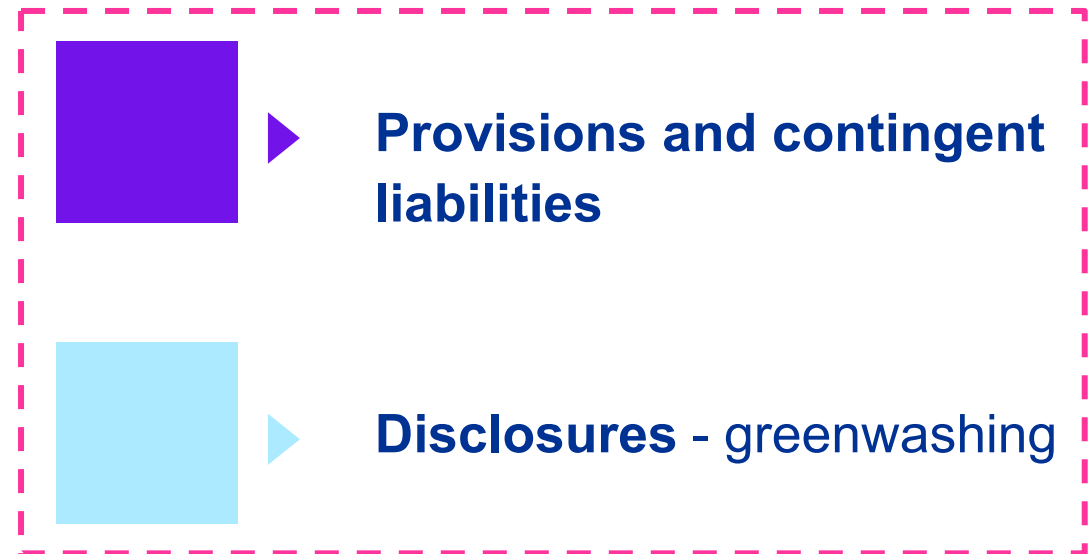 Provisions and contingent
liabilities
Disclosures - greenwashing